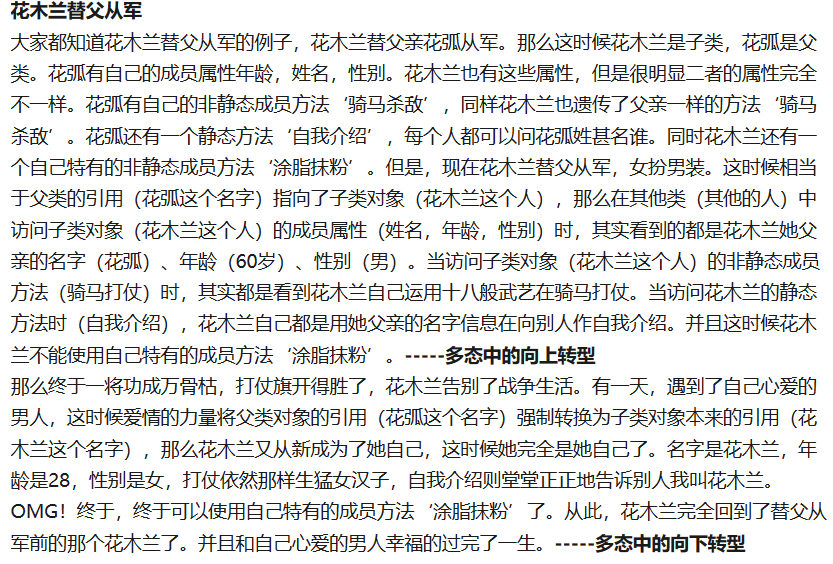 花木兰替父从军
大家都知道花木兰替父从军的例子，花木兰替父亲花弧从军。那么这时候花木兰是子类，花弧是父
类。花弧有自己的成员属性年龄，姓名，性别。花木兰也有这些属性，但是很明显二者的属性完全
不一样。花弧有自己的非静态成员方法‘骑马杀敌’，同样花木兰也遗传了父亲一样的方法‘骑马
杀敌’。花弧还有一个静态方法‘自我介绍’，每个人都可以问花弧姓甚名谁。同时花木兰还有一
个自己特有的非静态成员方法‘涂脂抹粉’。但是，现在花木兰替父从军，女扮男装。这时候相当
于父类的引用（花弧这个名字）指向了子类对象（花木兰这个人），那么在其他类（其他的人）中
访问子类对象（花木兰这个人）的成员属性（姓名，年龄，性别）时，其实看到的都是花木兰她父
亲的名字（花弧）、年龄（60岁）、性别（男）。当访问子类对象（花木兰这个人）的非静态成员
方法（骑马打仗）时，其实都是看到花木兰自己运用十八般武艺在骑马打仗。当访问花木兰的静态
方法时（自我介绍），花木兰自己都是用她父亲的名字信息在向别人作自我介绍。并且这时候花木
兰不能使用自己特有的成员方法‘涂脂抹粉’。-----多态中的向上转型
那么终于一将功成万骨枯，打仗旗开得胜了，花木兰告别了战争生活。有一天，遇到了自己心爱的
男人，这时候爱情的力量将父类对象的引用（花弧这个名字）强制转换为子类对象本来的引用（花
木兰这个名字），那么花木兰又从新成为了她自己，这时候她完全是她自己了。名字是花木兰，年
龄是28，性别是女，打仗依然那样生猛女汉子，自我介绍则堂堂正正地告诉别人我叫花木兰。
OMG！终于，终于可以使用自己特有的成员方法‘涂脂抹粉’了。从此，花木兰完全回到了替父从
军前的那个花木兰了。并且和自己心爱的男人幸福的过完了一生。-----多态中的向下转型